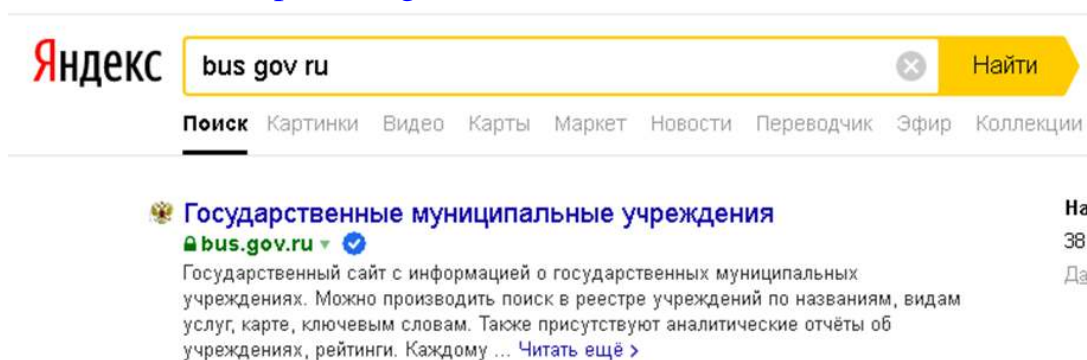 Яндекс bus gov ru Найти
Поиск Картинки Видео Карты Маркет Новости Переводчик Эфир Коллекции
Государственные муниципальные учреждения
bus.gov.ru
Государственный сайт с информацией о государственных муниципальных
учреждениях. Можно производить поиск в реестре учреждений по названиям, видам
услуг, карте, ключевым словам. Также присутствуют аналитические отчёты об
учреждениях, рейтинги. Каждому ... Читать ещё >
На
38